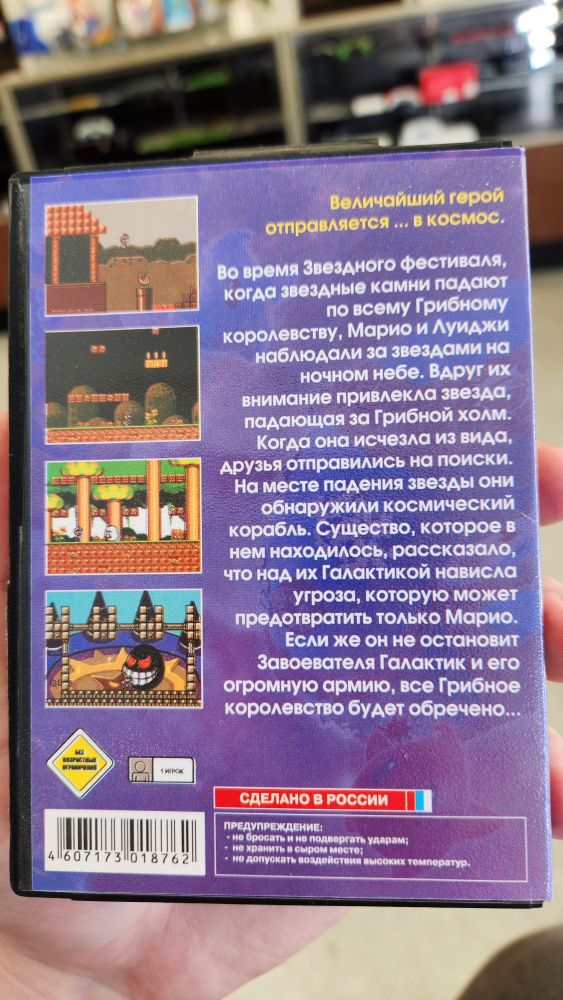 Величайший герой
отправляется ... в космос.
Во время Звездного фестиваля,
когда звездные камни падают
по всему Грибному
королевству, Марио и Луиджи
наблюдали за звездами на
ночном небе. Вдруг их
внимание привлекла звезда,
падающая за Грибной холм.
Когда она исчезла из вида,
друзья отправились на поиски.
На месте падения звезды они
обнаружили космический
корабль. Существо, которое в
нем находилось, рассказало,
что над их Галактикой нависла
угроза, которую может
предотвратить только Марио.
Если же он не остановит
Завоевателя Галактик и его
огромную армию, все Грибное
королевство будет обречено...
БЕЗ
ВОЗРАСТНЫХ
ОГРАНИЧЕНИЙ
1 ИГРОК
СДЕЛАНО В РОССИИ
ПРЕДУПРЕЖДЕНИЕ:
- не бросать и не подвергать ударам;
- не хранить в сыром месте;
- не допускать воздействия высоких температур.
4 607173 018762